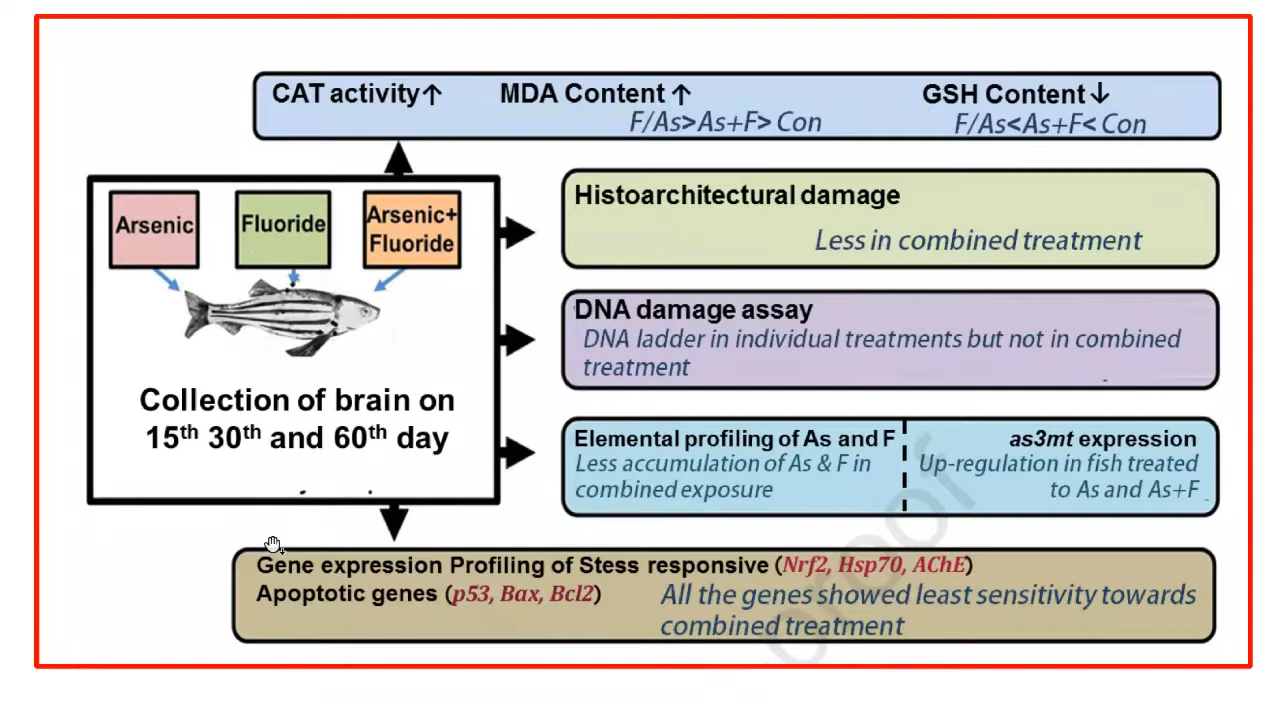 CAT activity↑ MDA Content ↑ GSH Content ↓
F/As>As+F> Con F/As<As+F< Con
Arsenic
Fluoride
Arsenic+
Fluoride
Collection of brain on
15th 30th and 60th day
Histoarchitectural damage
Less in combined treatment
DNA damage assay
DNA ladder in individual treatments but not in combined
treatment
Elemental profiling of As and F
Less accumulation of As & F in
combined exposure
as3mt expression
Up-regulation in fish treated
to As and As+F
Gene expression Profiling of Stess responsive (Nrf2, Hsp70, AChE)
Apoptotic genes (p53, Bax, Bcl2)
All the genes showed least sensitivity towards
combined treatment
proof